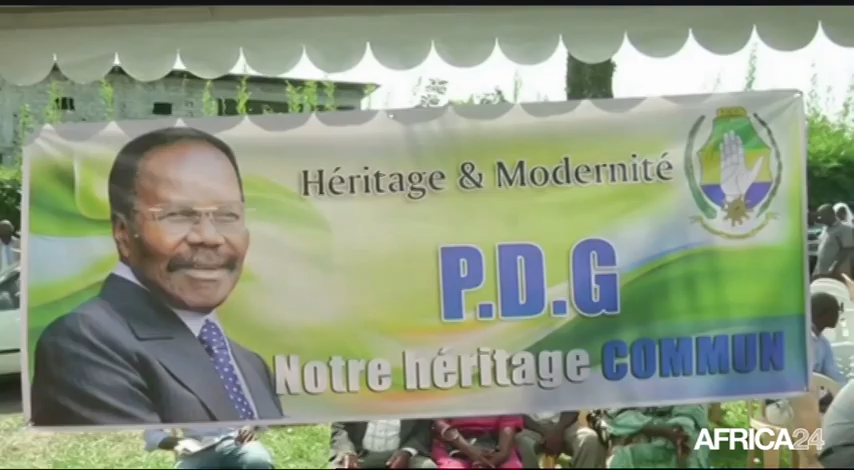 Héritage & Modernité
P.D.G
Notre héritage COMMUN
AFRICA24